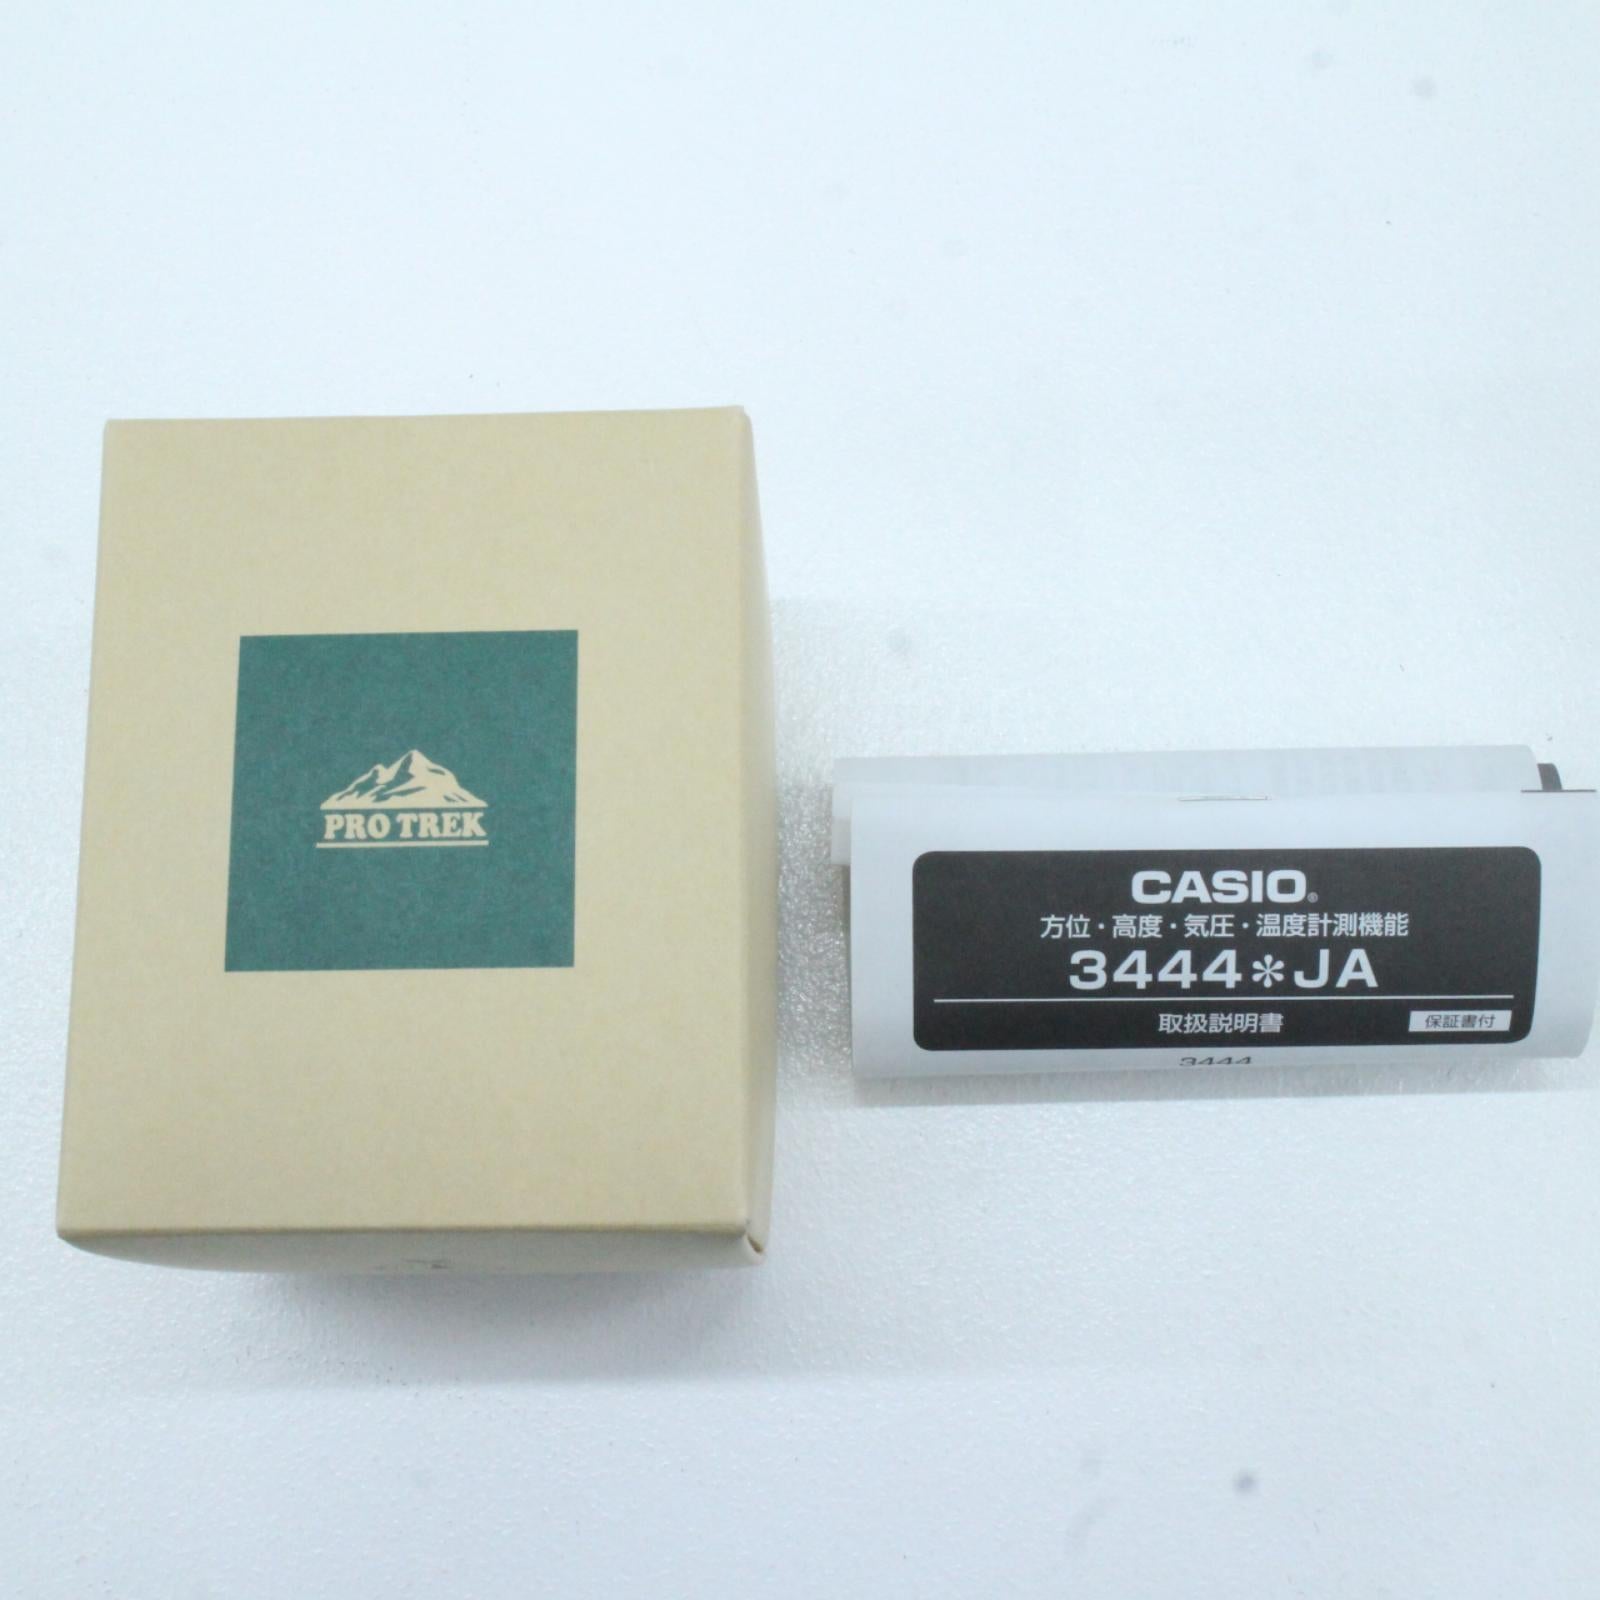 PRO TREK
CASIO®
方位・高度・気圧・温度計測機能
3444＊JA
取扱説明書
保証書付
3444